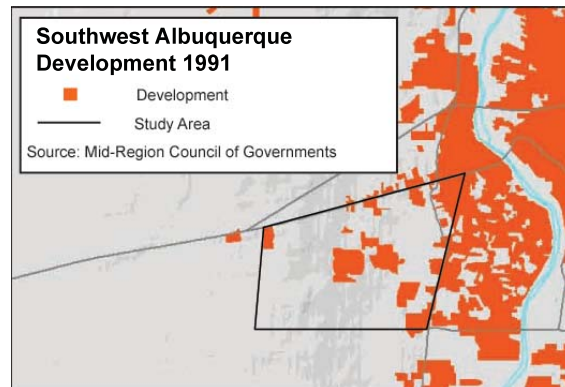 Southwest Albuquerque
Development 1991
Development
Study Area
Source: Mid-Region Council of Governments